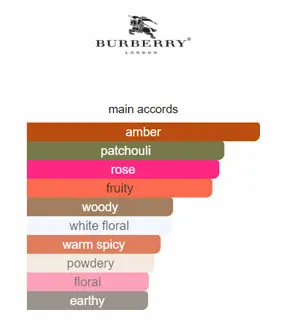 BURBERRY®
LONDON
main accords
amber
patchouli
rose
fruity
woody
white floral
warm spicy
powdery
floral
earthy